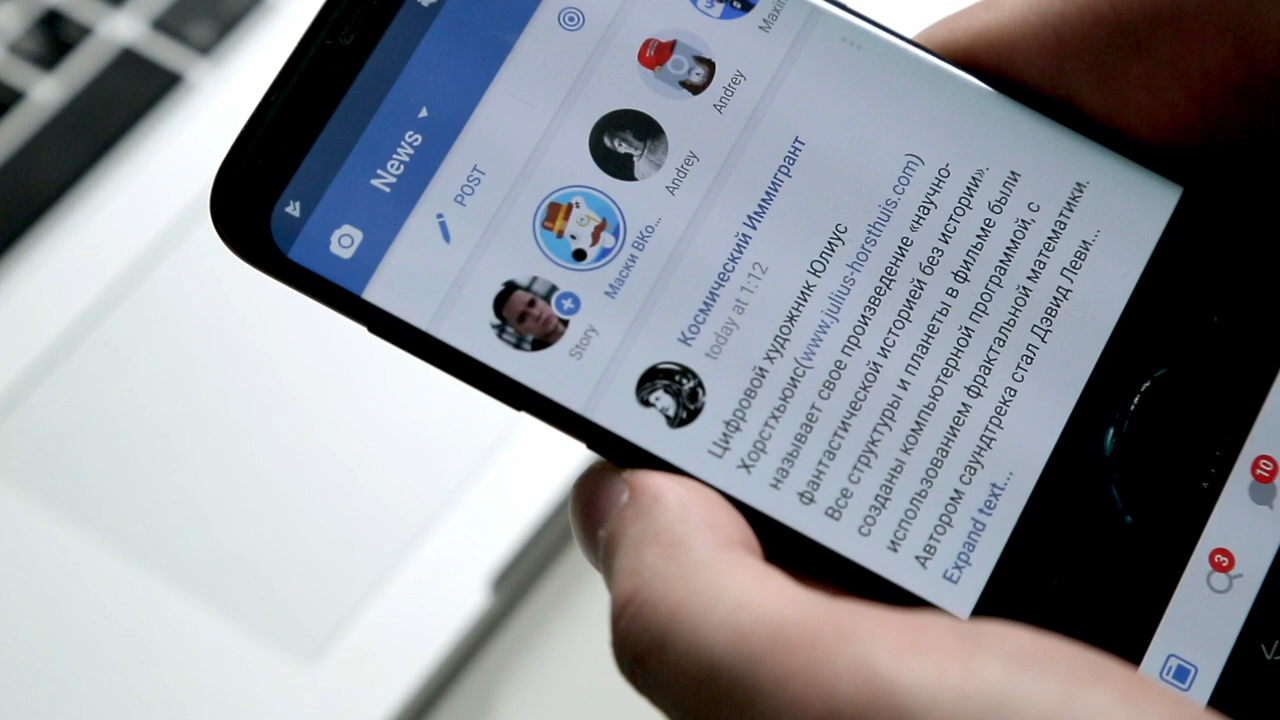 News
POST
Story
Маски ВКо...
Andrey
Andrey
Космический Иммигрант
today at 1:12
Цифровой художник Юлиус
Хорстхьюис(www.julius-horsthuis.com)
называет свое произведение «научно-
фантастической историей без истории».
Все структуры и планеты в фильме были
созданы компьютерной программой, с
использованием фрактальной математики.
Автором саундтрека стал Дэвид Леви...
Expand text...
3
10